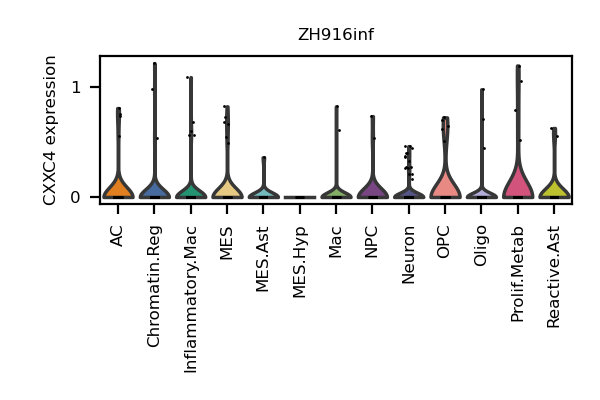 ZH916inf
CXXC4 expression
1
0
AC
Chromatin.Reg
Inflammatory.Mac
MES
MES.Ast
MES.Hyp
Mac
NPC
Neuron
OPC
Oligo
Prolif.Metab
Reactive.Ast